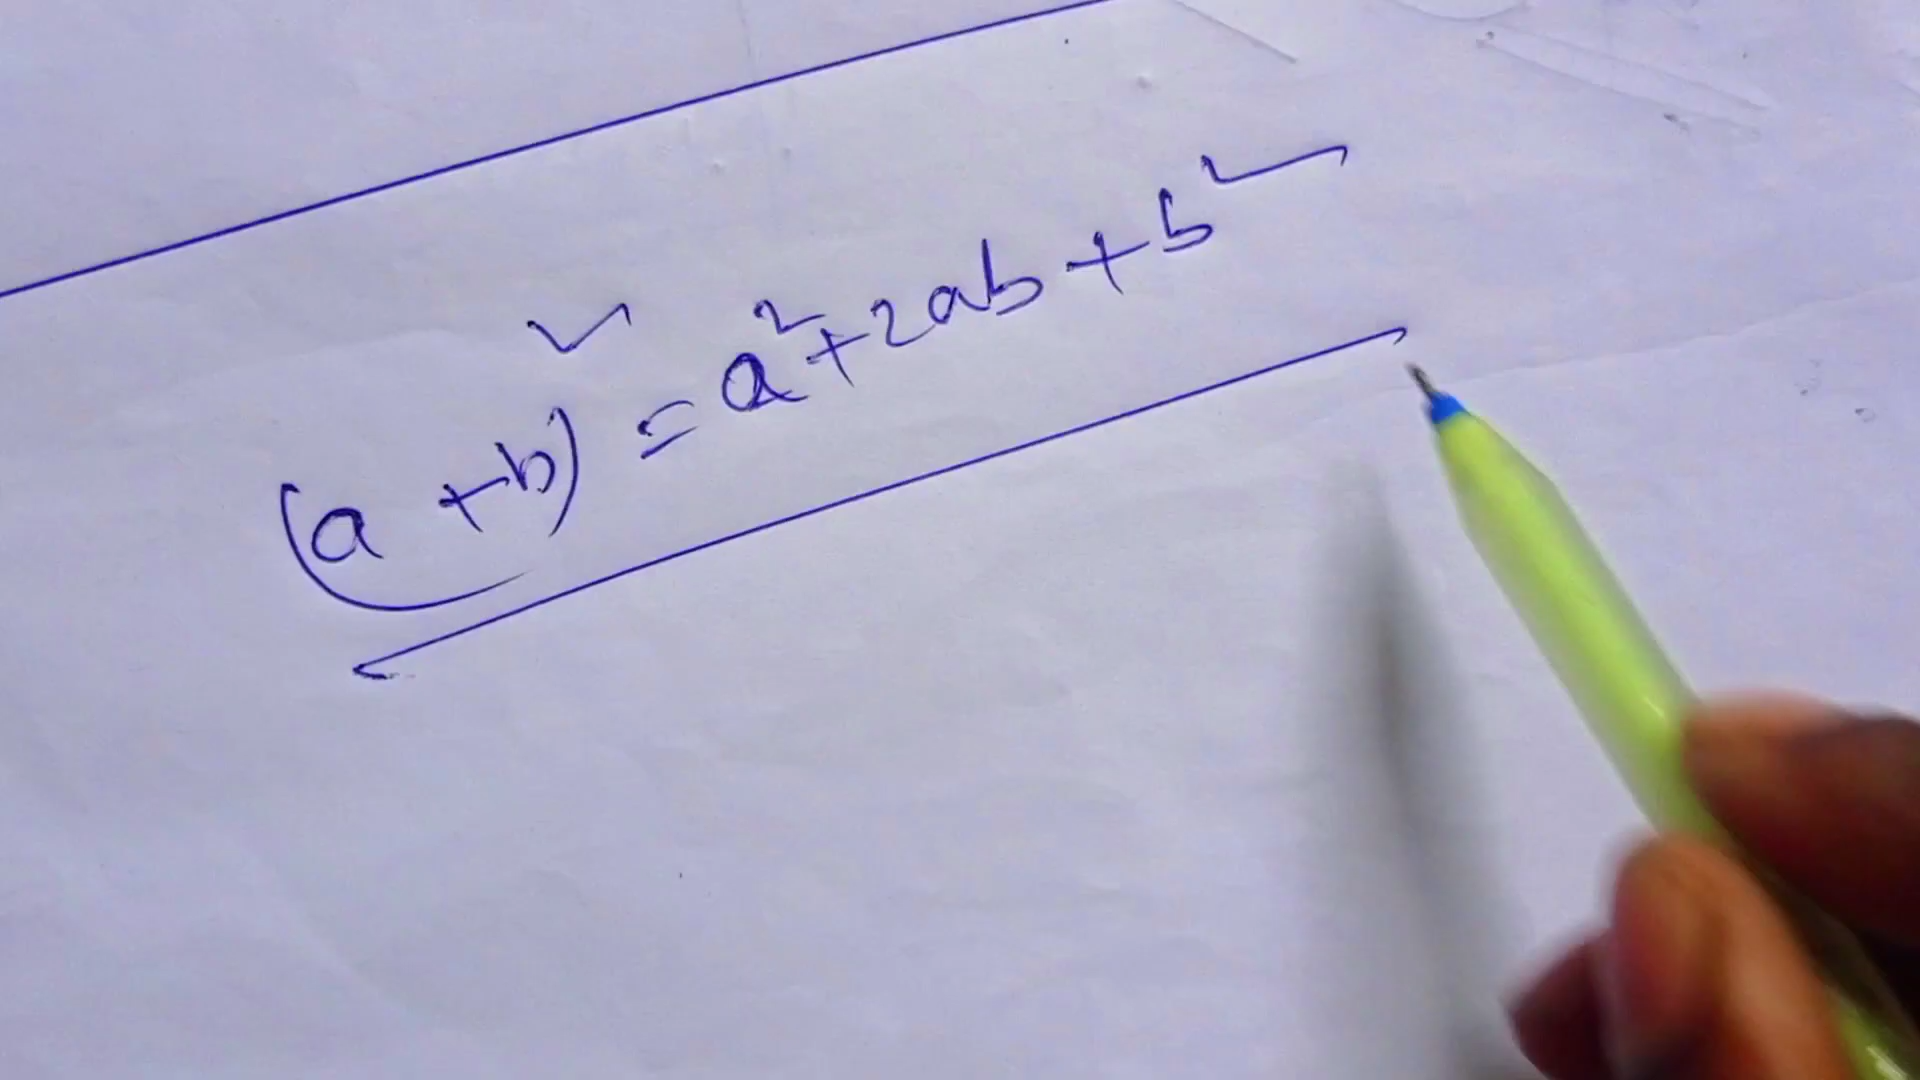 (a+b)² = a²+2ab+b²